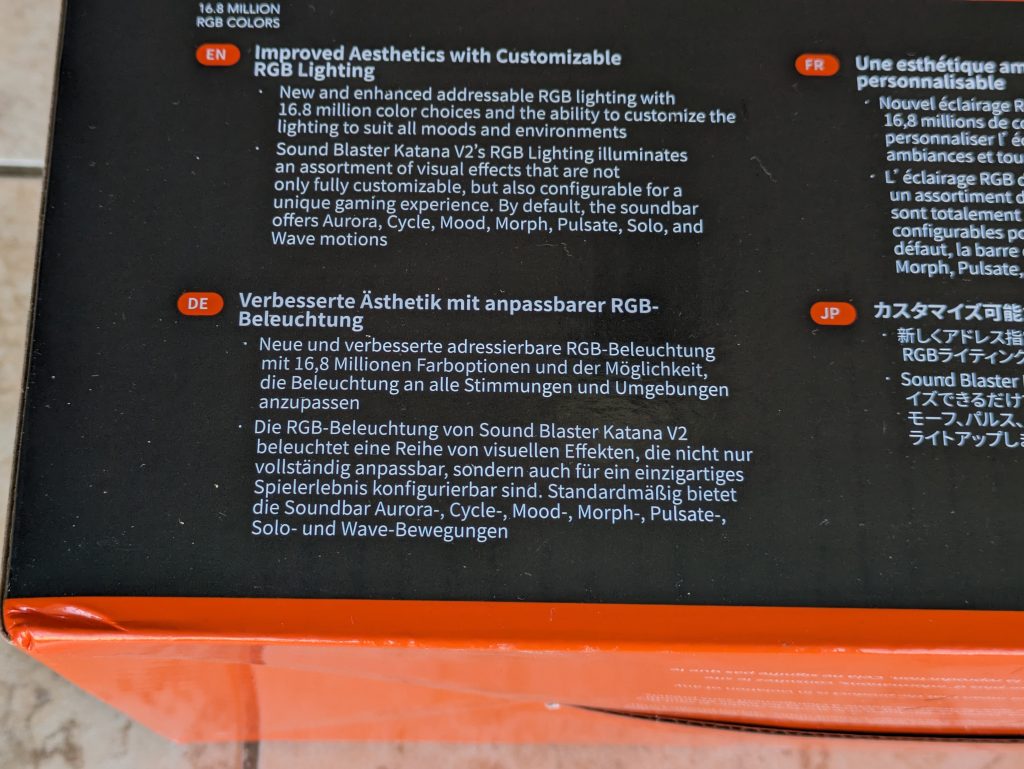 16.8 MILLION
RGB COLORS
EN
Improved Aesthetics with Customizable
RGB Lighting
· New and enhanced addressable RGB lighting with
16.8 million color choices and the ability to customize the
lighting to suit all moods and environments
· Sound Blaster Katana V2's RGB Lighting illuminates
an assortment of visual effects that are not
only fully customizable, but also configurable for a
unique gaming experience. By default, the soundbar
offers Aurora, Cycle, Mood, Morph, Pulsate, Solo, and
Wave motions
DE
Verbesserte Ästhetik mit anpassbarer RGB-
Beleuchtung
· Neue und verbesserte adressierbare RGB-Beleuchtung
mit 16,8 Millionen Farboptionen und der Möglichkeit,
die Beleuchtung an alle Stimmungen und Umgebungen
anzupassen
· Die RGB-Beleuchtung von Sound Blaster Katana V2
beleuchtet eine Reihe von visuellen Effekten, die nicht nur
vollständig anpassbar, sondern auch für ein einzigartiges
Spielerlebnis konfigurierbar sind. Standardmäßig bietet
die Soundbar Aurora-, Cycle-, Mood-, Morph-, Pulsate-,
Solo- und Wave-Bewegungen
FR
Une esthétique
personnalisable
· Nouvel éclairage
16,8 millions de
personnaliser l'
ambiances et
· L'éclairage RGB
un assortiment
sont totalement
configurables
défaut, la barre
Morph, Pulsate,
JP
カスタマイズ可能
· 新しくアドレス指
RGBライティング
· Sound Blaster
イズできるだけ
モーフ、パルス、
ライトアップし